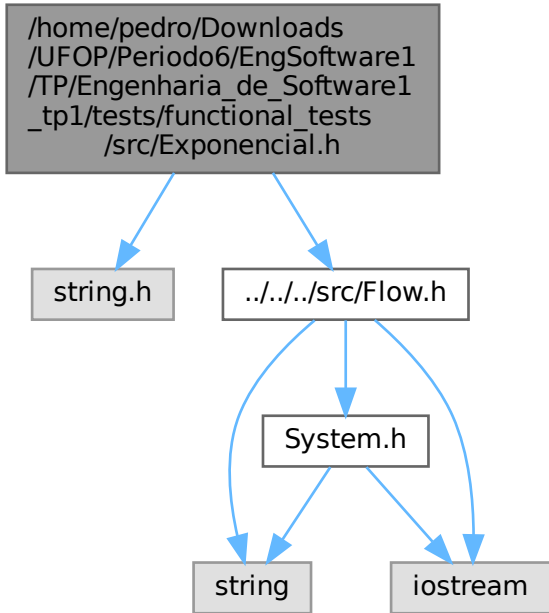 /home/pedro/Downloads
/UFOP/Periodo6/EngSoftware1
/TP/Engenharia_de_Software1
_tp1/tests/functional_tests
/src/Exponencial.h
string.h
../../../src/Flow.h
System.h
string
iostream